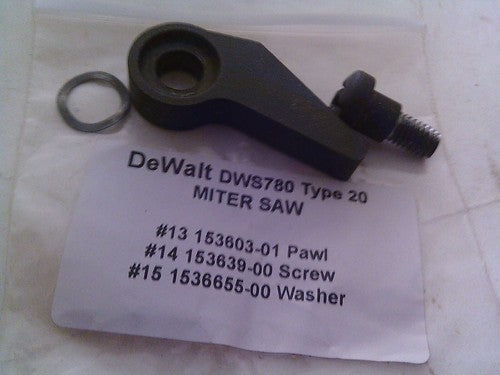 DeWalt DWS780 Type 20
MITER SAW
#13 153603-01 Pawl
#14 153639-00 Screw
#15 1536655-00 Washer